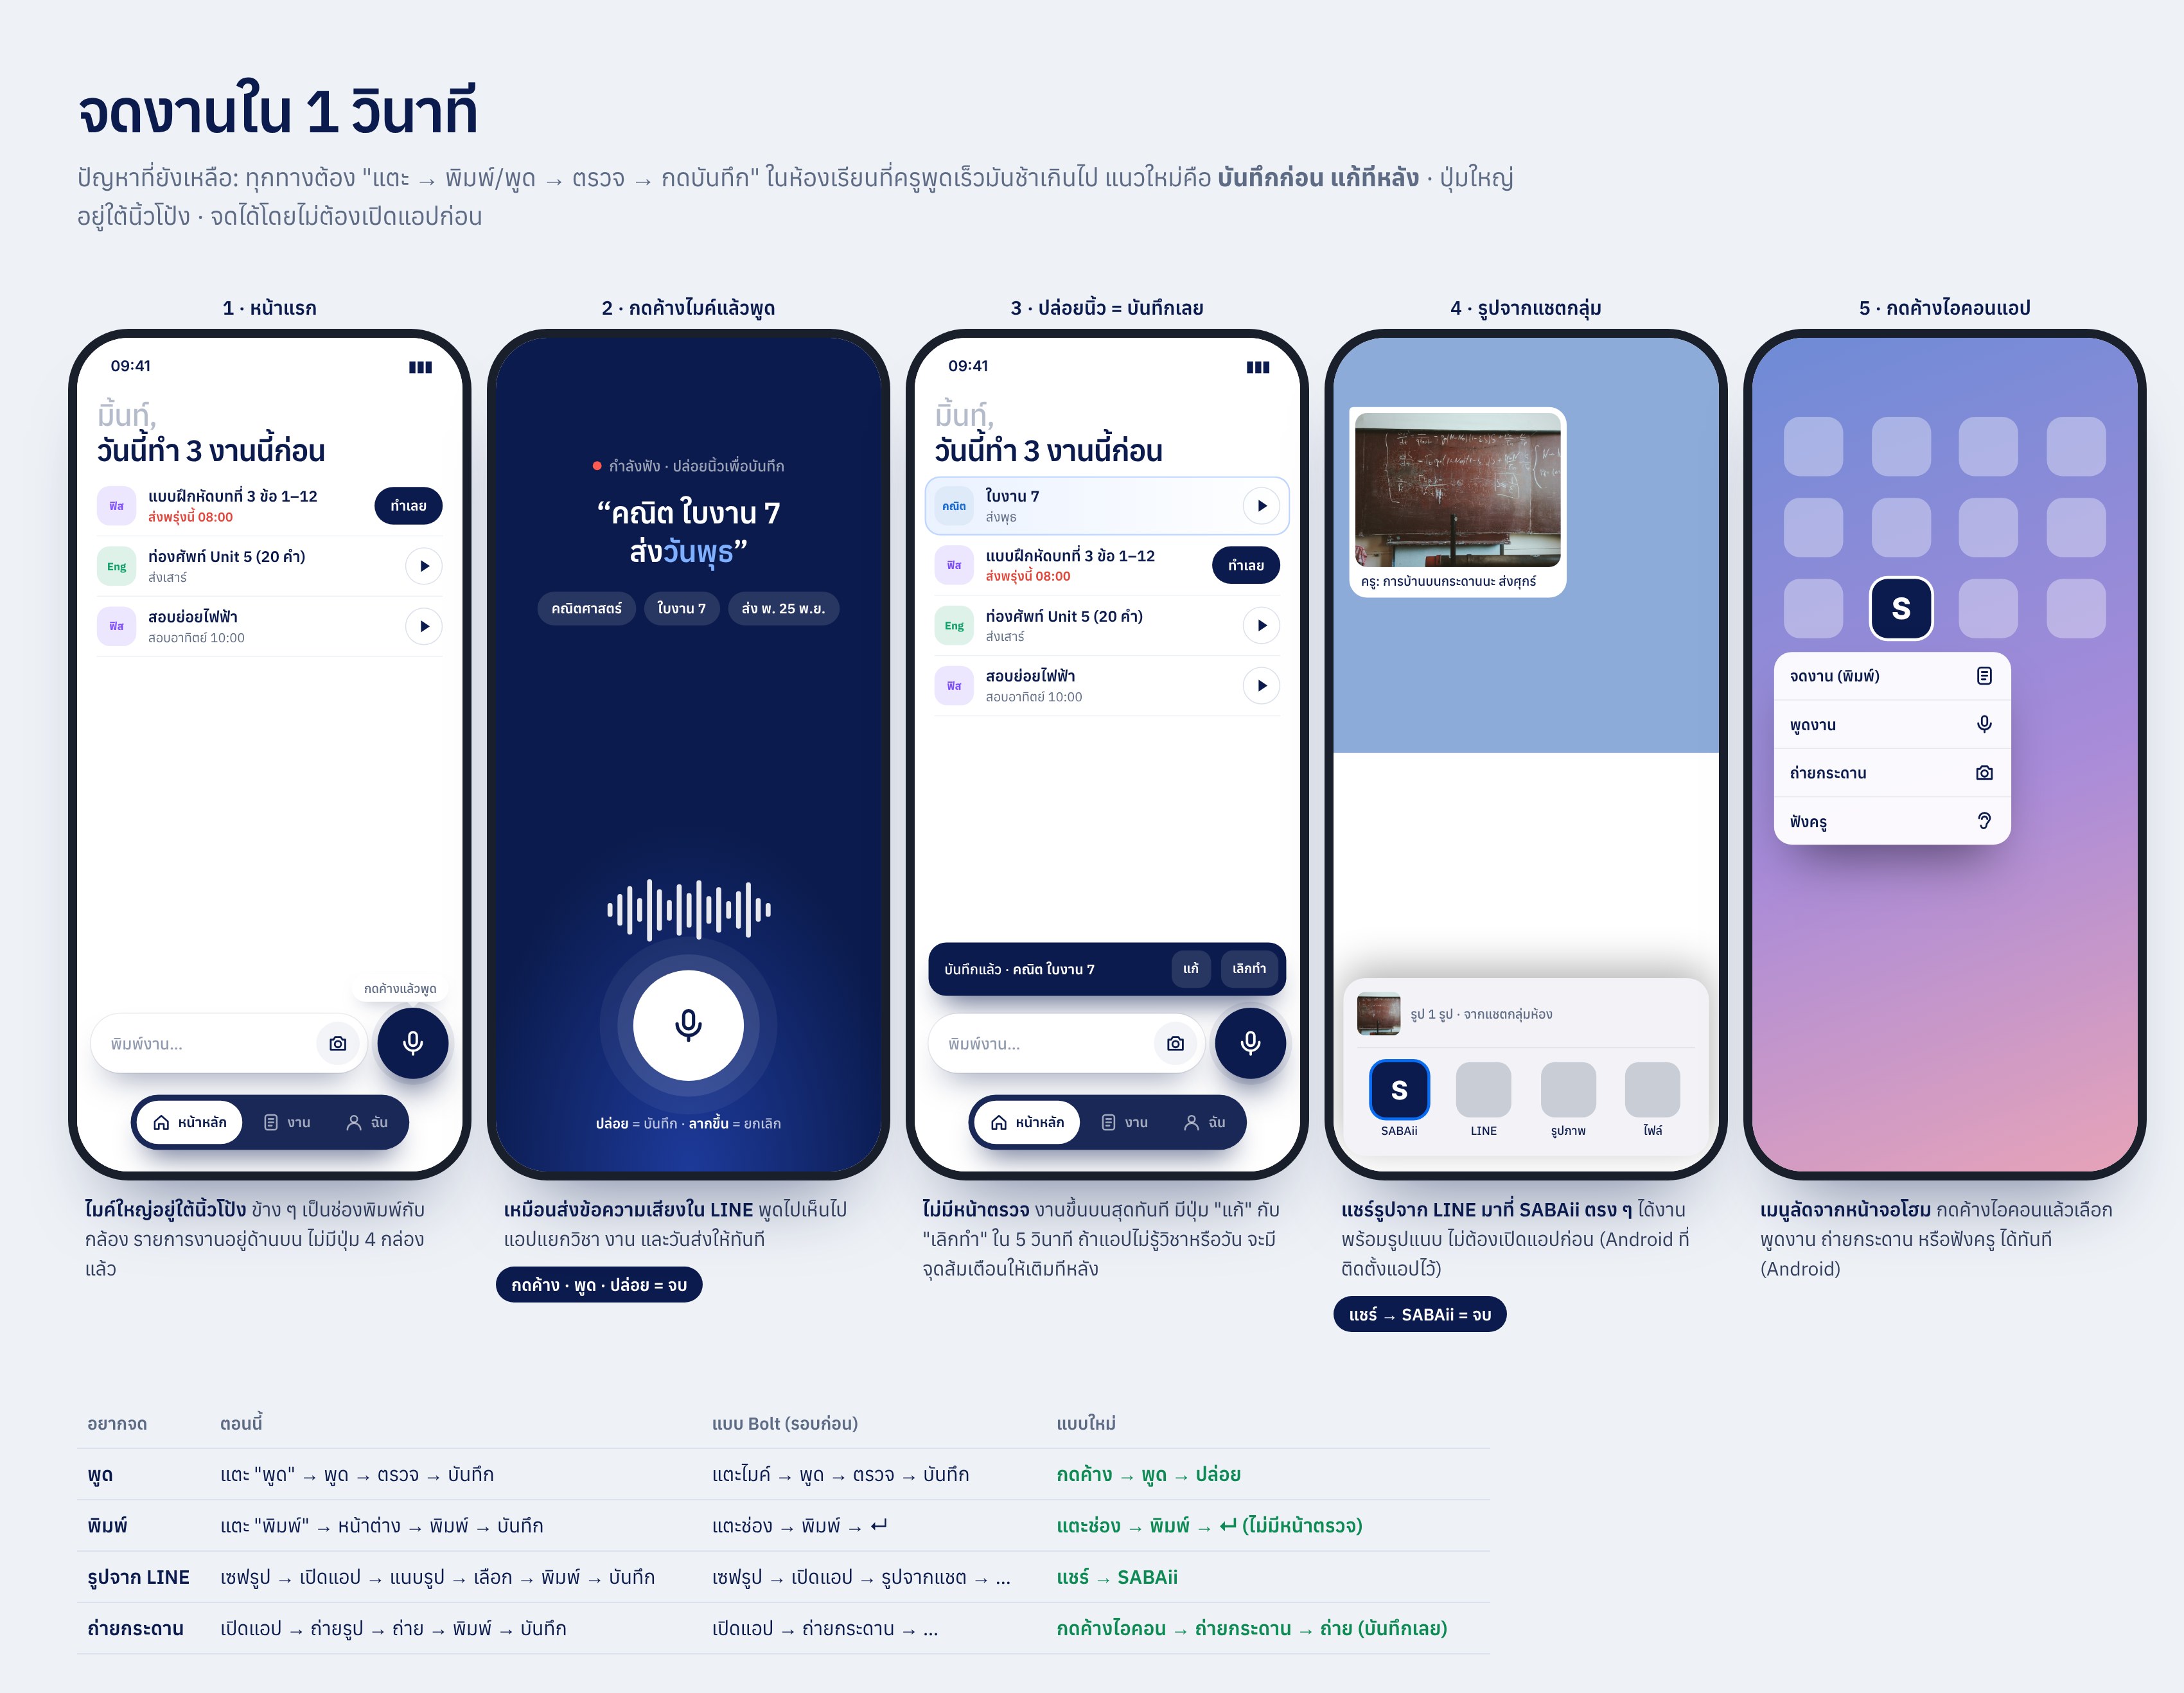 จดงานใน 1 วินาที
ปัญหาที่ยังเหลือ: ทุกทางต้อง "แตะ → พิมพ์/พูด → ตรวจ → กดบันทึก" ในห้องเรียนที่ครูพูดเร็วมันช้าเกินไป แนวใหม่คือ บันทึกก่อน แก้ทีหลัง · ปุ่มใหญ่
อยู่ใต้นิ้วโป้ง · จดได้โดยไม่ต้องเปิดแอปก่อน
1 · หน้าแรก
09:41
มิ้นท์,
วันนี้ทำ 3 งานนี้ก่อน
ฟิส
แบบฝึกหัดบทที่ 3 ข้อ 1–12
ส่งพรุ่งนี้ 08:00
ทำเลย
Eng
ท่องศัพท์ Unit 5 (20 คำ)
ส่งเสาร์
ฟิส
สอบย่อยไฟฟ้า
สอบอาทิตย์ 10:00
กดค้างแล้วพูด
พิมพ์งาน...
หน้าหลัก
งาน
ฉัน
ไมค์ใหญ่อยู่ใต้นิ้วโป้ง ข้าง ๆ เป็นช่องพิมพ์กับ
กล้อง รายการงานอยู่ด้านบน ไม่มีปุ่ม 4 กล่อง
แล้ว
2 · กดค้างไมค์แล้วพูด
กำลังฟัง · ปล่อยนิ้วเพื่อบันทึก
“คณิต ใบงาน 7
ส่งวันพุธ”
คณิตศาสตร์
ใบงาน 7
ส่ง พ. 25 พ.ย.
ปล่อย = บันทึก · ลากขึ้น = ยกเลิก
เหมือนส่งข้อความเสียงใน LINE พูดไปเห็นไป
แอปแยกวิชา งาน และวันส่งให้ทันที
กดค้าง · พูด · ปล่อย = จบ
3 · ปล่อยนิ้ว = บันทึกเลย
09:41
มิ้นท์,
วันนี้ทำ 3 งานนี้ก่อน
คณิต
ใบงาน 7
ส่งพุธ
ฟิส
แบบฝึกหัดบทที่ 3 ข้อ 1–12
ส่งพรุ่งนี้ 08:00
ทำเลย
Eng
ท่องศัพท์ Unit 5 (20 คำ)
ส่งเสาร์
ฟิส
สอบย่อยไฟฟ้า
สอบอาทิตย์ 10:00
บันทึกแล้ว · คณิต ใบงาน 7
แก้
เลิกทำ
พิมพ์งาน...
หน้าหลัก
งาน
ฉัน
ไม่มีหน้าตรวจ งานขึ้นบนสุดทันที มีปุ่ม "แก้" กับ
"เลิกทำ" ใน 5 วินาที ถ้าแอปไม่รู้วิชาหรือวัน จะมี
จุดส้มเตือนให้เติมทีหลัง
4 · รูปจากแชตกลุ่ม
ครู: การบ้านบนกระดานนะ ส่งศุกร์
รูป 1 รูป · จากแชตกลุ่มห้อง
S
SABAii
LINE
รูปภาพ
ไฟล์
แชร์รูปจาก LINE มาที่ SABAii ตรง ๆ ได้งาน
พร้อมรูปแนบ ไม่ต้องเปิดแอปก่อน (Android ที่
ติดตั้งแอปไว้)
แชร์ → SABAii = จบ
5 · กดค้างไอคอนแอป
S
จดงาน (พิมพ์)
พูดงาน
ถ่ายกระดาน
ฟังครู
เมนูลัดจากหน้าจอโฮม กดค้างไอคอนแล้วเลือก
พูดงาน ถ่ายกระดาน หรือฟังครู ได้ทันที
(Android)
อยากจด ตอนนี้ แบบ Bolt (รอบก่อน) แบบใหม่
พูด แตะ "พูด" → พูด → ตรวจ → บันทึก แตะไมค์ → พูด → ตรวจ → บันทึก กดค้าง → พูด → ปล่อย
พิมพ์ แตะ "พิมพ์" → หน้าต่าง → พิมพ์ → บันทึก แตะช่อง → พิมพ์ → ↵ แตะช่อง → พิมพ์ → ↵ (ไม่มีหน้าตรวจ)
รูปจาก LINE เซฟรูป → เปิดแอป → แนบรูป → เลือก → พิมพ์ → บันทึก เซฟรูป → เปิดแอป → รูปจากแชต → ... แชร์ → SABAii
ถ่ายกระดาน เปิดแอป → ถ่ายรูป → ถ่าย → พิมพ์ → บันทึก เปิดแอป → ถ่ายกระดาน → ... กดค้างไอคอน → ถ่ายกระดาน → ถ่าย (บันทึกเลย)